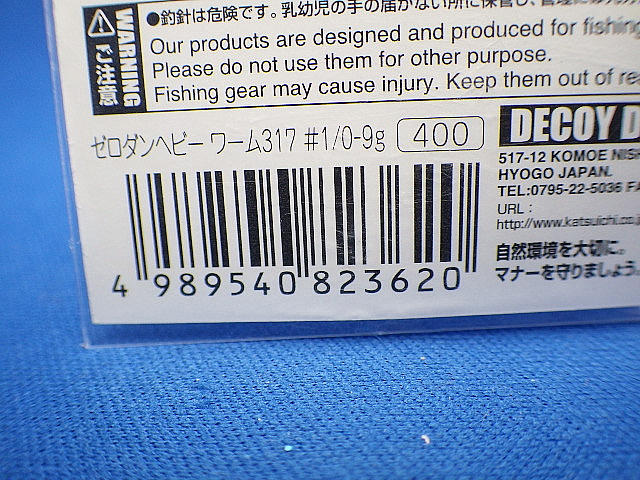 ●釣針は危険です。乳幼児の手の届かない所に保管し、
WARNING
ご注意
Our products are designed and produced for fishing
Please do not use them for other purpose.
Fishing gear may cause injury. Keep them out of
ゼロダンヘビー ワーム317 #1/0-9g 400
DECOY
517-12 KOMOE
HYOGO JAPAN.
TEL:0795-22-5036
URL :
http://www.katsuichi.co.j
自然環境を大切に。
マナーを守りましょう。
4 989540 823620